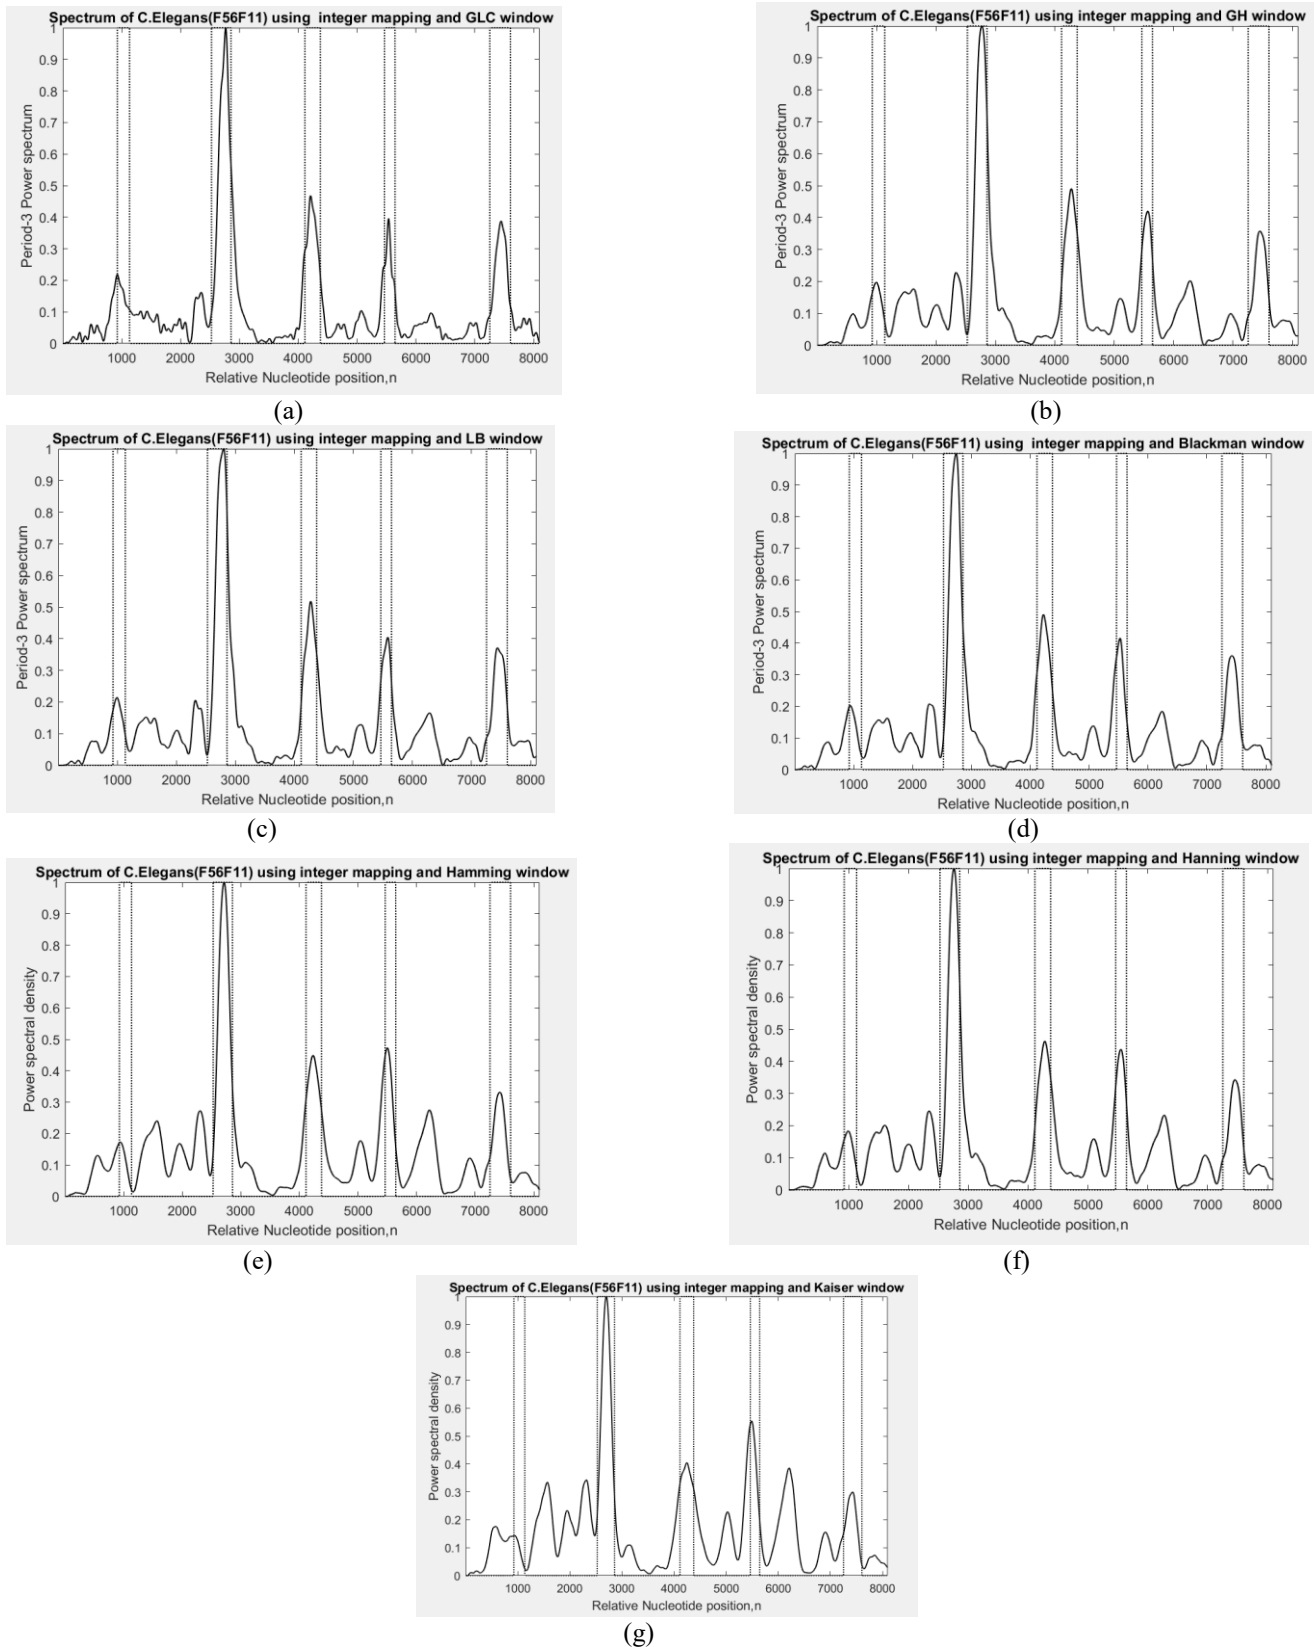 Spectrum of C.Elegans(F56F11) using  integer mapping and GLC window
1
0.9
0.8
0.7
0.6
0.5
0.4
0.3
0.2
0.1
0
Period-3 Power spectrum
1000 2000 3000 4000 5000 6000 7000 8000
Relative Nucleotide position,n
(a)
Spectrum of C.Elegans(F56F11) using integer mapping and GH window
1
0.9
0.8
0.7
0.6
0.5
0.4
0.3
0.2
0.1
0
Period-3 Power spectrum
1000 2000 3000 4000 5000 6000 7000 8000
Relative Nucleotide position,n
(b)
Spectrum of C.Elegans(F56F11) using integer mapping and LB window
1
0.9
0.8
0.7
0.6
0.5
0.4
0.3
0.2
0.1
0
Period-3 Power spectrum
1000 2000 3000 4000 5000 6000 7000 8000
Relative Nucleotide position,n
(c)
Spectrum of C.Elegans(F56F11) using  integer mapping and Blackman window
1
0.9
0.8
0.7
0.6
0.5
0.4
0.3
0.2
0.1
0
Period-3 Power spectrum
1000 2000 3000 4000 5000 6000 7000 8000
Relative Nucleotide position,n
(d)
Spectrum of C.Elegans(F56F11) using integer mapping and Hamming window
1
0.9
0.8
0.7
0.6
0.5
0.4
0.3
0.2
0.1
0
Power spectral density
1000 2000 3000 4000 5000 6000 7000 8000
Relative Nucleotide position,n
(e)
Spectrum of C.Elegans(F56F11) using integer mapping and Hanning window
1
0.9
0.8
0.7
0.6
0.5
0.4
0.3
0.2
0.1
0
Power spectral density
1000 2000 3000 4000 5000 6000 7000 8000
Relative Nucleotide position,n
(f)
Spectrum of C.Elegans(F56F11) using integer mapping and Kaiser window
1
0.9
0.8
0.7
0.6
0.5
0.4
0.3
0.2
0.1
0
Power spectral density
1000 2000 3000 4000 5000 6000 7000 8000
Relative Nucleotide position,n
(g)